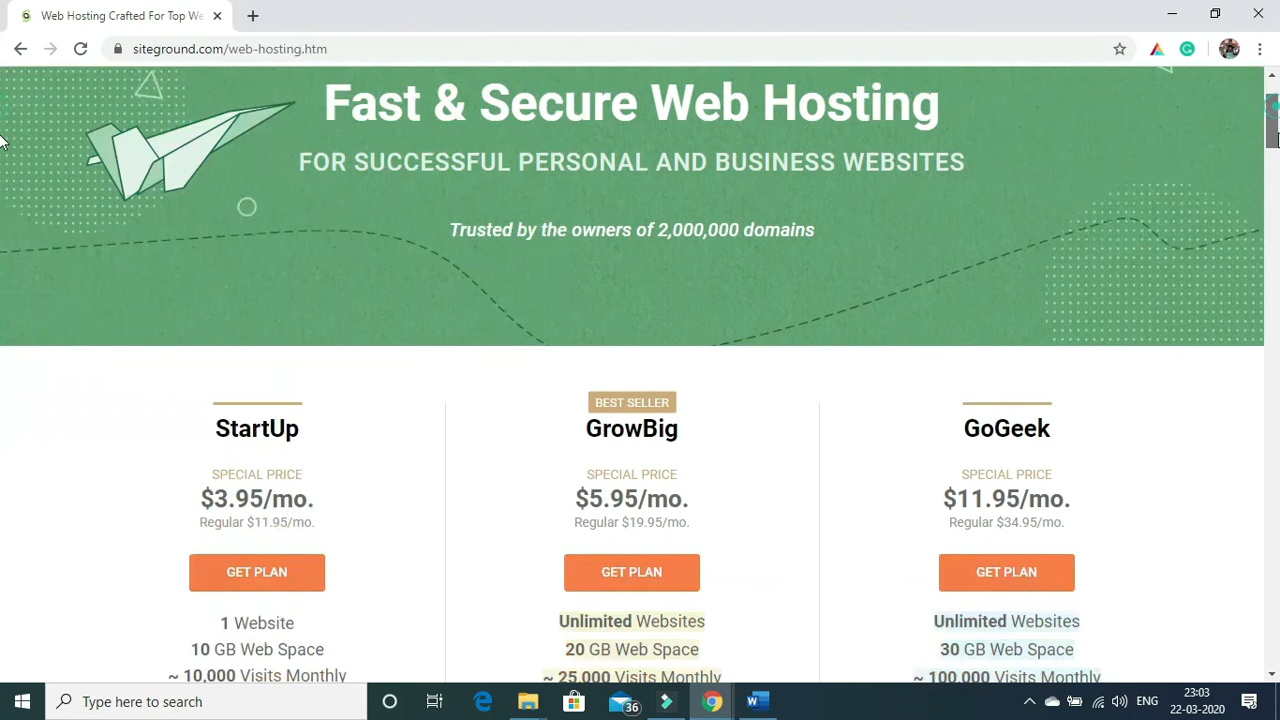 Web Hosting Crafted For Top We
siteground.com/web-hosting.htm
Fast & Secure Web Hosting
FOR SUCCESSFUL PERSONAL AND BUSINESS WEBSITES
Trusted by the owners of 2,000,000 domains
StartUp
SPECIAL PRICE
$3.95/mo.
Regular $11.95/mo.
GET PLAN
1 Website
10 GB Web Space
~ 10,000 Visits Monthly
BEST SELLER
GrowBig
SPECIAL PRICE
$5.95/mo.
Regular $19.95/mo.
GET PLAN
Unlimited Websites
20 GB Web Space
~ 25,000 Visits Monthly
GoGeek
SPECIAL PRICE
$11.95/mo.
Regular $34.95/mo.
GET PLAN
Unlimited Websites
30 GB Web Space
~ 100,000 Visits Monthly
Type here to search
36
ENG
23:03
22-03-2020